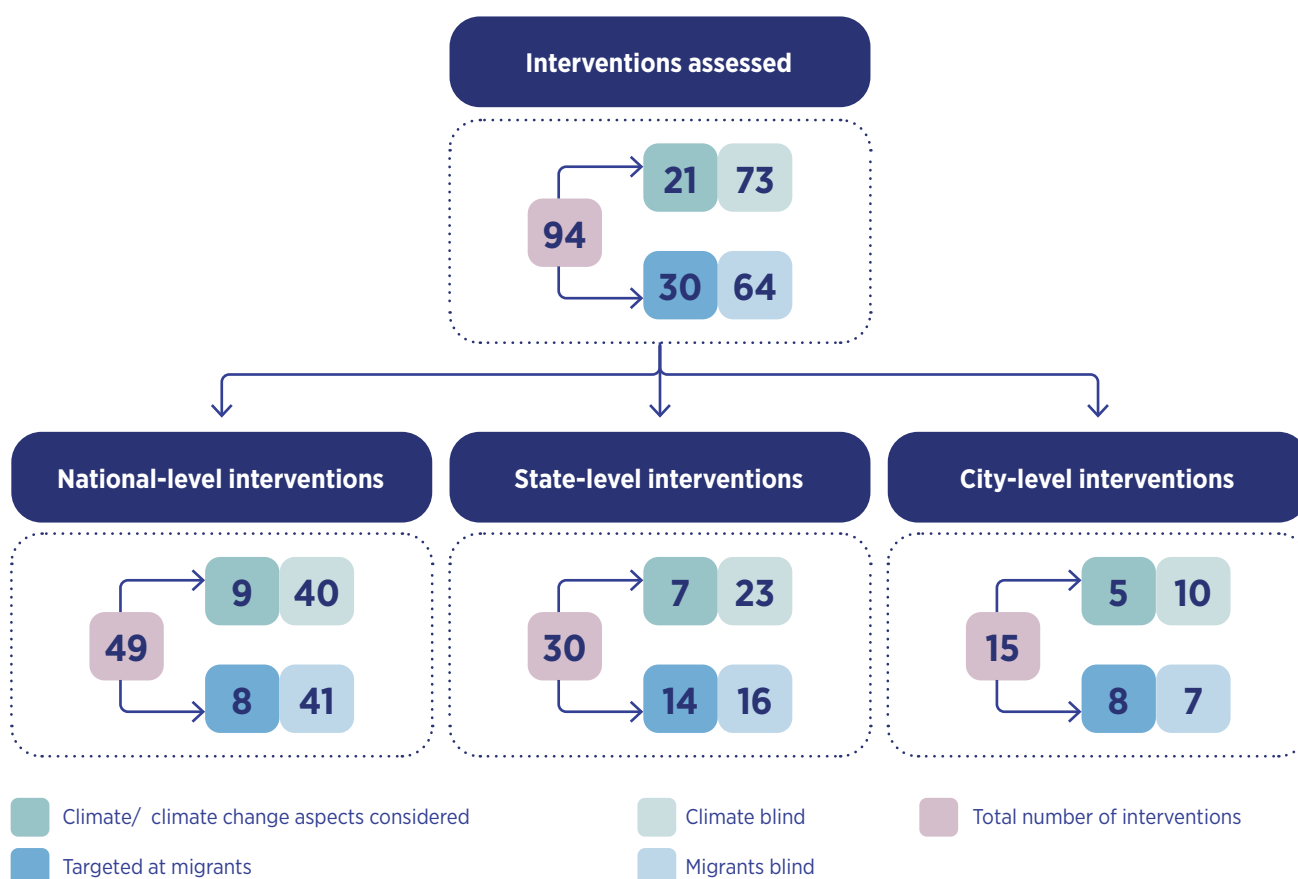 Interventions assessed
21 73
94
30 64
National-level interventions
9 40
49
8 41
State-level interventions
7 23
30
14 16
City-level interventions
5 10
15
8 7
Climate/ climate change aspects considered
Climate blind
Total number of interventions
Targeted at migrants
Migrants blind